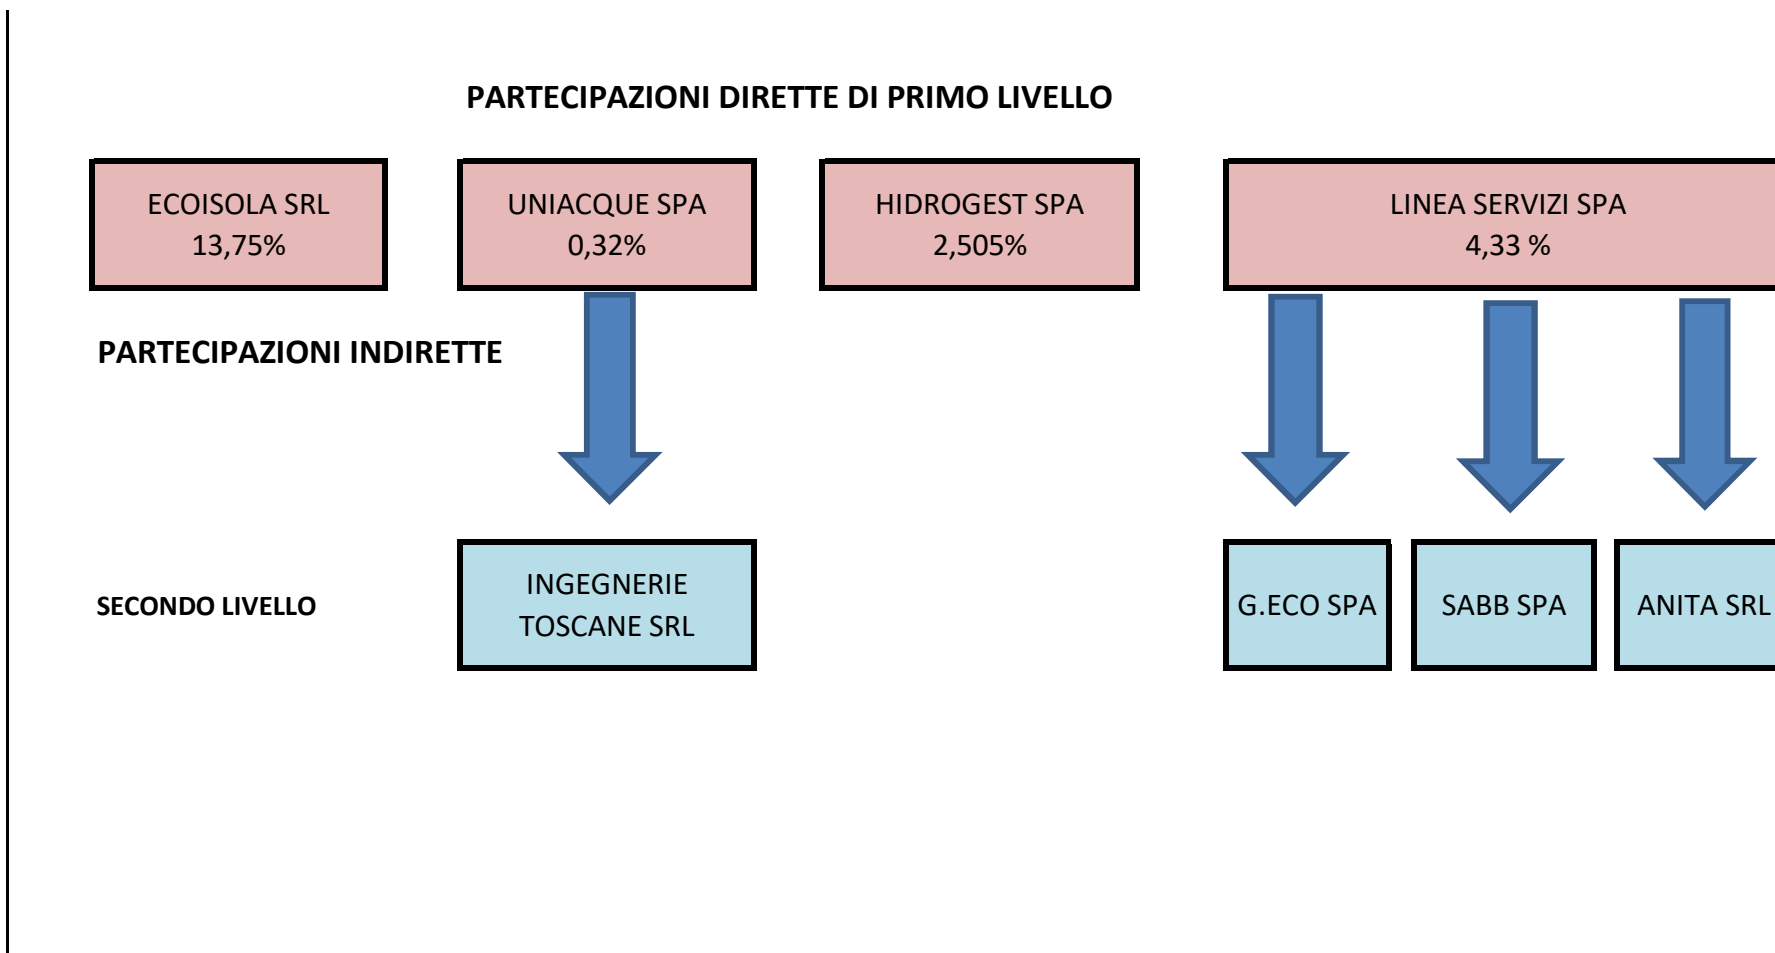 PARTECIPAZIONI DIRETTE DI PRIMO LIVELLO
ECOISOLA SRL
13,75%
UNIACQUE SPA
0,32%
HIDROGEST SPA
2,505%
LINEA SERVIZI SPA
4,33 %
PARTECIPAZIONI INDIRETTE
SECONDO LIVELLO
INGEGNERIE
TOSCANE SRL
G.ECO SPA
SABB SPA
ANITA SRL